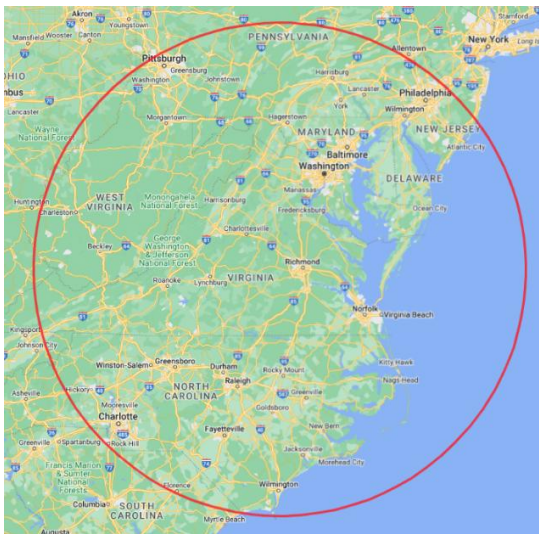 Akron
Youngstown
Stamford
Mansfield
Wooster
Canton
PENNSYLVANIA
New York
Long Is
Pittsburgh
Allentown
Greensburg
OHIO
Washington
Johnstown
Harrisburg
mbus
Lancaster
Philadelphia
York
Lancaster
Wilmington
Morgantown
Hagerstown
Wayne
National Forest
MARYLAND
NEW JERSEY
Baltimore
Atlantic City
Washington
DELAWARE
Manassas
Huntington
WEST
VIRGINIA
Monongahela
National Forest
Harrisonburg
Fredericksburg
Ocean City
Charleston
George
Washington
& Jefferson
National Forest
Charlottesville
Beckley
Richmond
Roanoke
Lynchburg
VIRGINIA
Norfolk
Virginia Beach
Kingsport
Johnson City
Kitty Hawk
Winston-Salem
Greensboro
Durham
Rocky Mount
Nags Head
Raleigh
Asheville
Hickory
NORTH
CAROLINA
Greenville
Mooresville
Goldsboro
Charlotte
New Bern
Fayetteville
Greenville
Spartanburg
Rock Hill
Jacksonville
Morehead City
Francis Marion
& Sumter
National
Forests
Florence
Wilmington
Columbia
SOUTH
CAROLINA
Myrtle Beach
Augusta